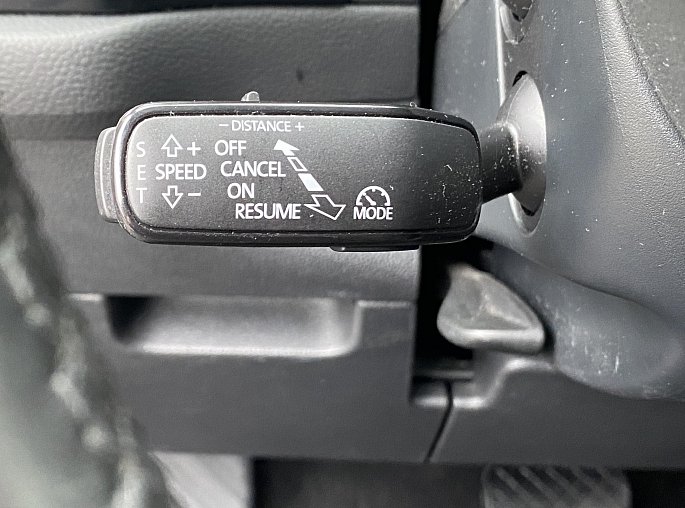 − DISTANCE +
S + OFF
E SPEED CANCEL
T − ON
RESUME MODE